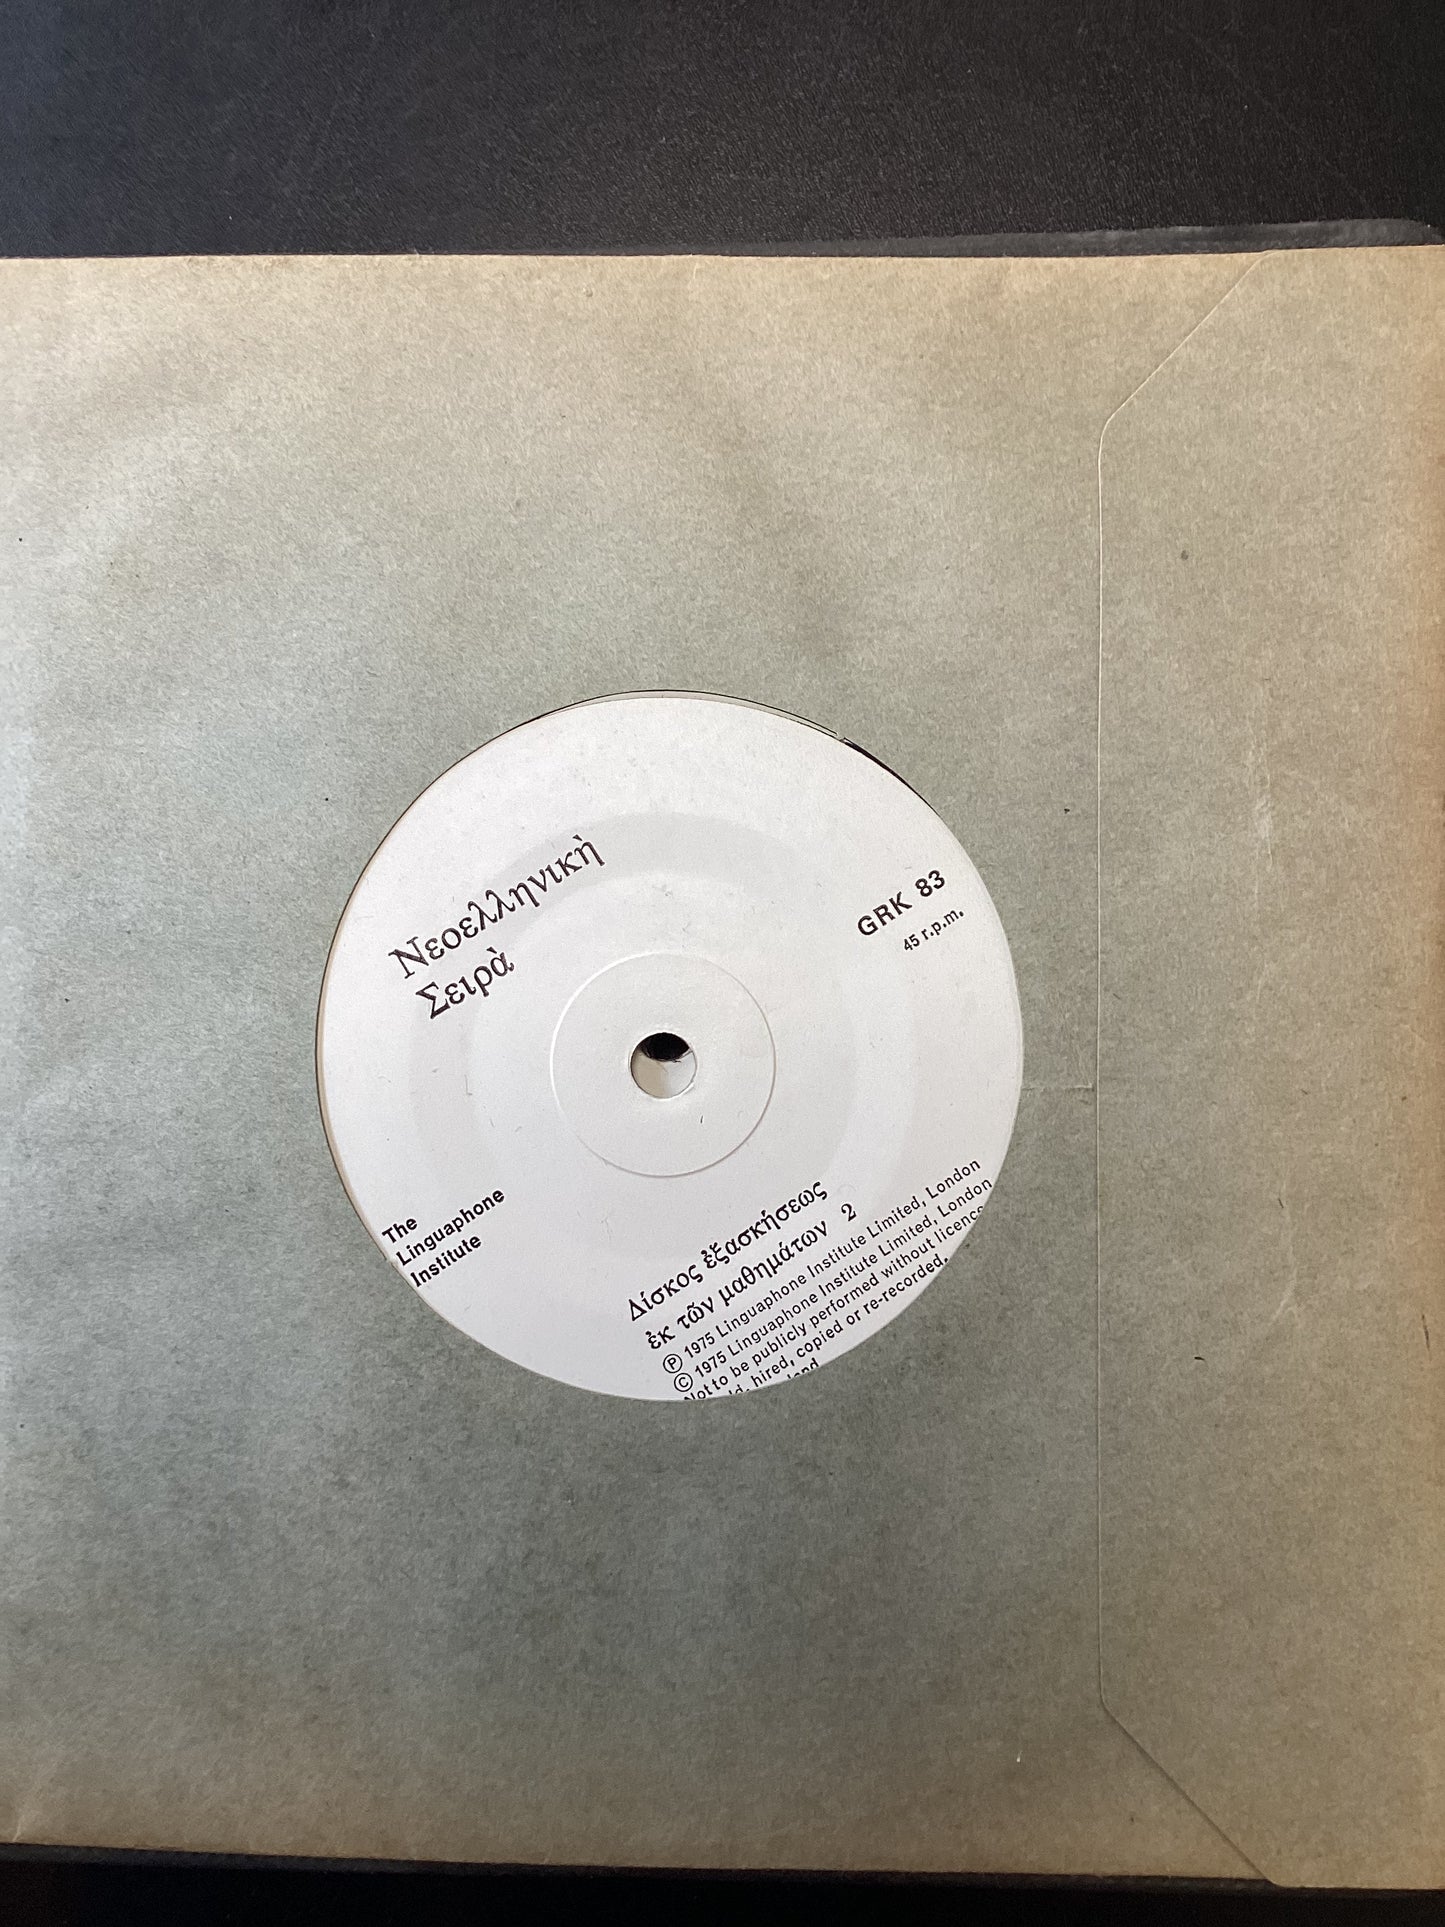 Νεοελληνικὴ
Σειρὰ
GRK 83
45 r.p.m.
The
Linguaphone
Institute
Δίσκος ἐξασκήσεως
ἐκ τῶν μαθημάτων 2
Ⓟ 1975 Linguaphone Institute Limited, London
© 1975 Linguaphone Institute Limited, London
Not to be publicly performed without licence
hired, copied or re-recorded.